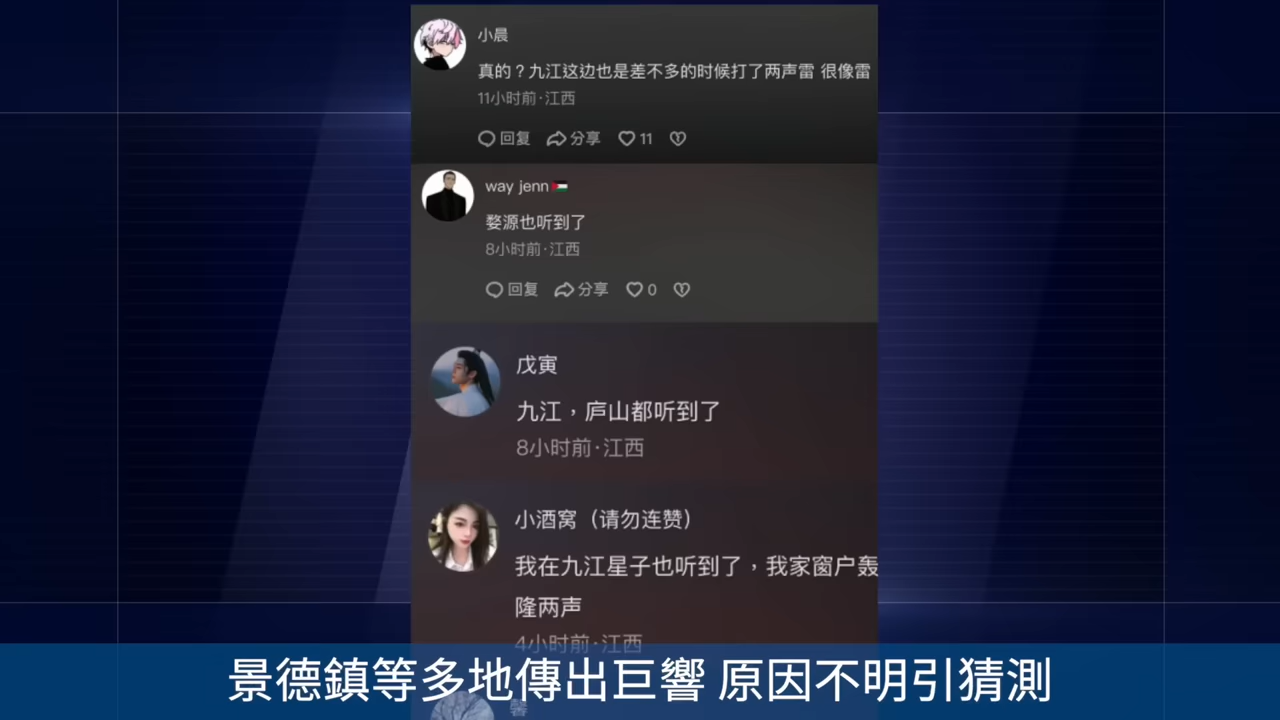 小晨
真的？九江这边也是差不多的时候打了两声雷 很像雷
11小时前·江西
回复 分享 11
way jenn🇵🇸
婺源也听到了
8小时前·江西
回复 分享 0
戊寅
九江，庐山都听到了
8小时前·江西
小酒窝（请勿连赞）
我在九江星子也听到了，我家窗户轰
隆两声
4小时前·江西
景德鎮等多地傳出巨響 原因不明引猜測